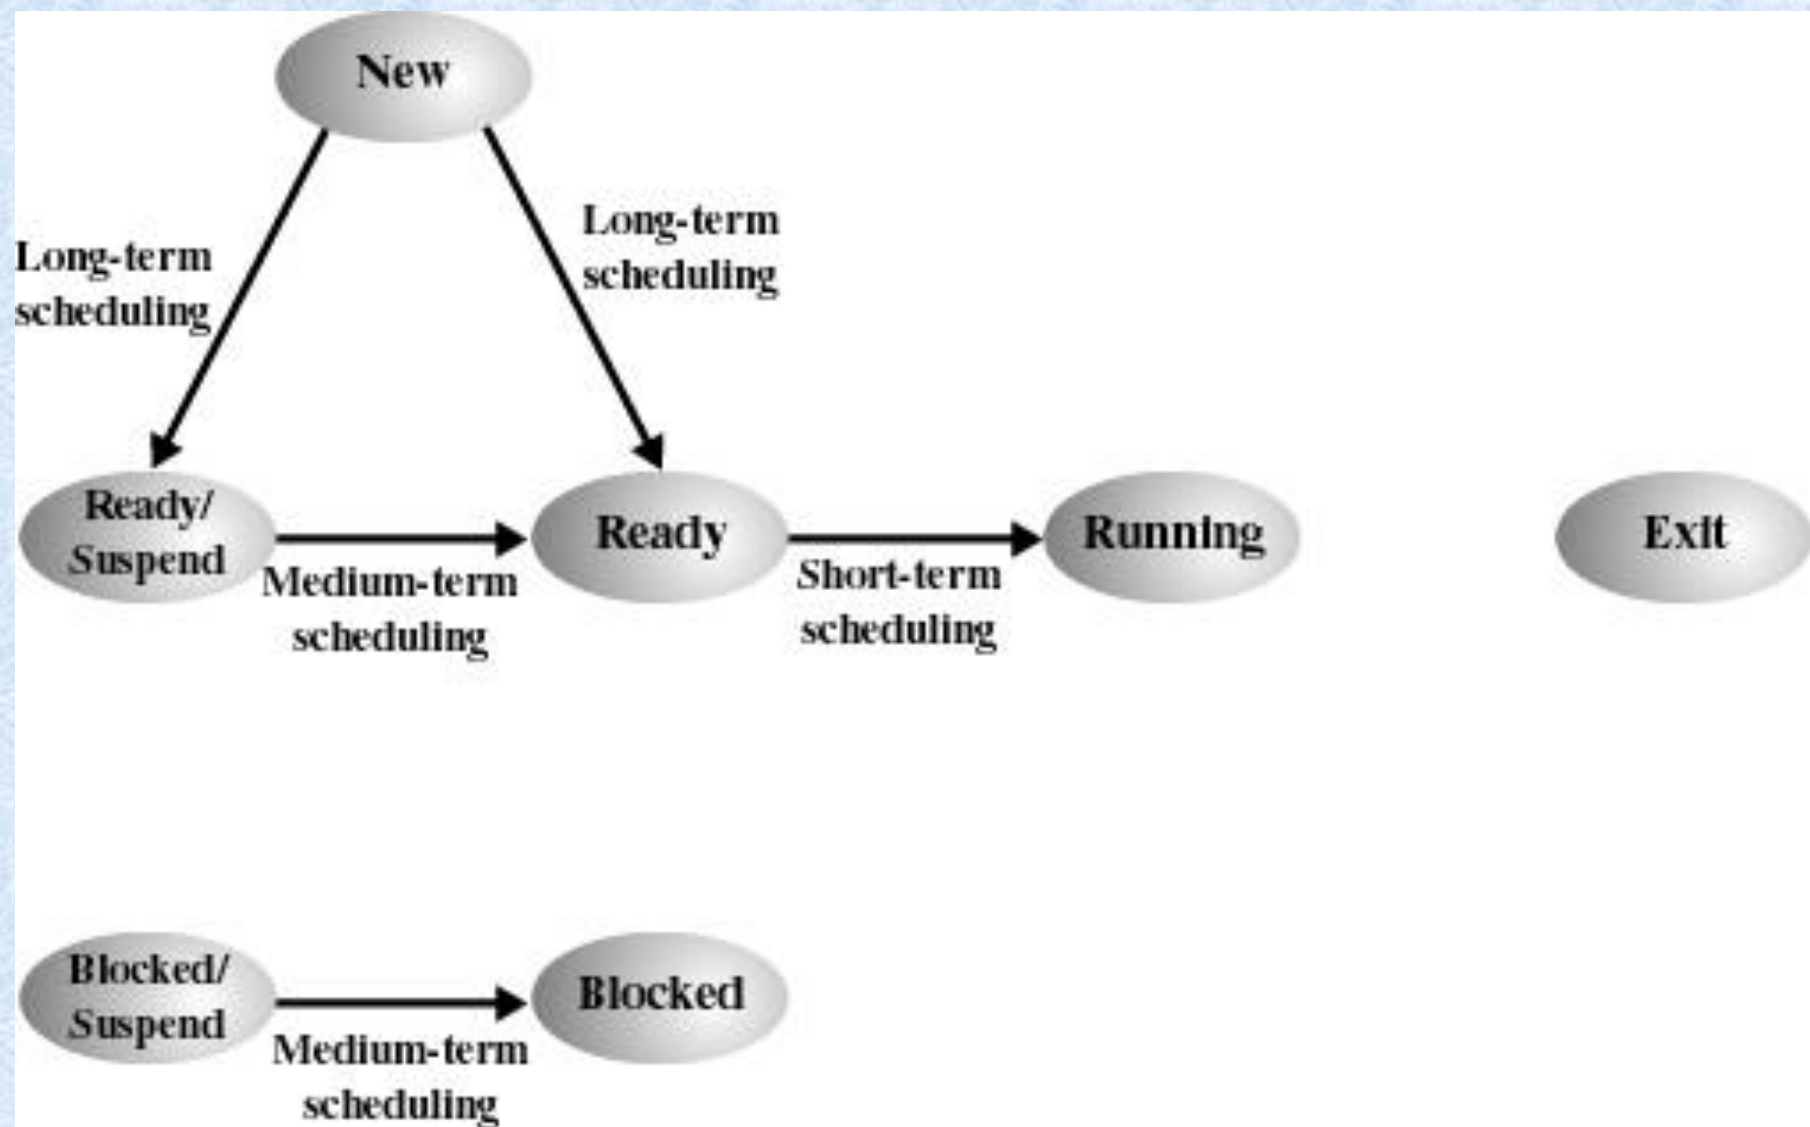 New
Long-term
scheduling
Long-term
scheduling
Ready/
Suspend
Medium-term
scheduling
Ready
Short-term
scheduling
Running
Exit
Blocked/
Suspend
Medium-term
scheduling
Blocked